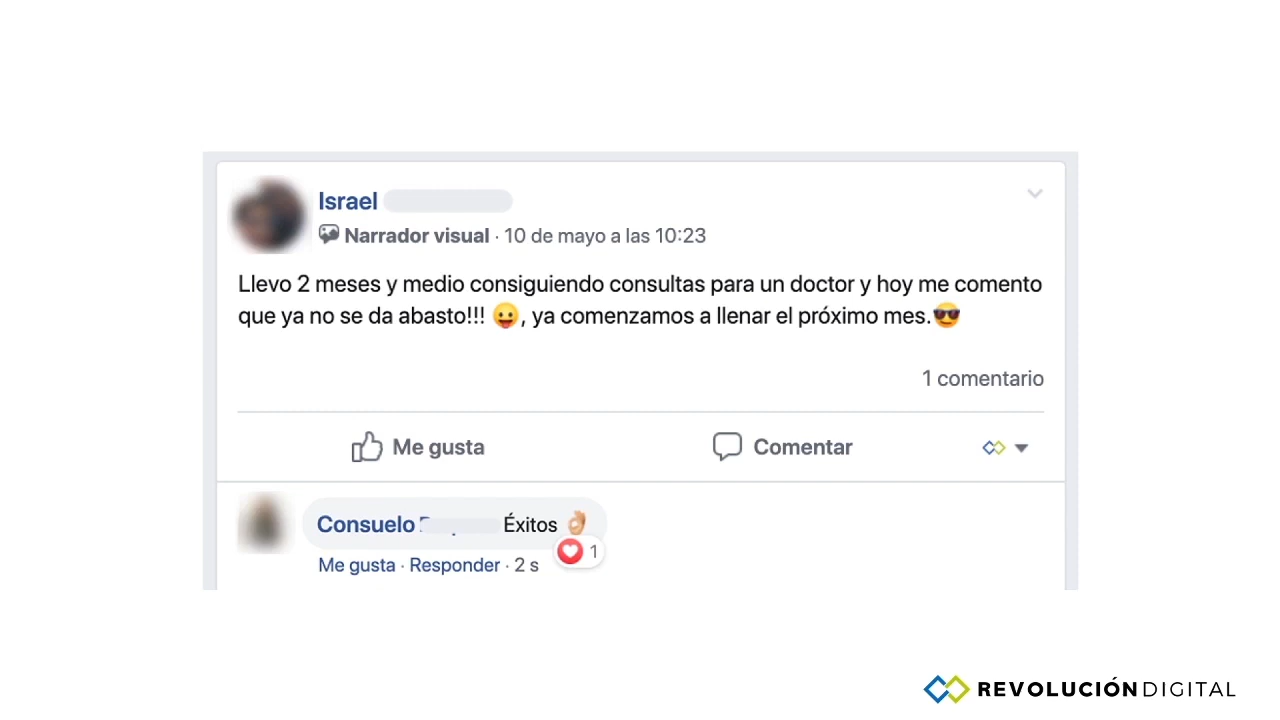 Israel
Narrador visual · 10 de mayo a las 10:23
Llevo 2 meses y medio consiguiendo consultas para un doctor y hoy me comento
que ya no se da abasto!!! 😛, ya comenzamos a llenar el próximo mes.😎
1 comentario
Me gusta
Comentar
Consuelo Éxitos 👌🏼
1
Me gusta · Responder · 2 s
REVOLUCIÓN DIGITAL